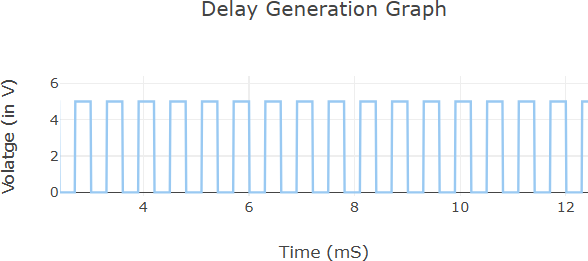 Delay Generation Graph
Volatge (in V)
6
4
2
0
4 6 8 10 12
Time (mS)